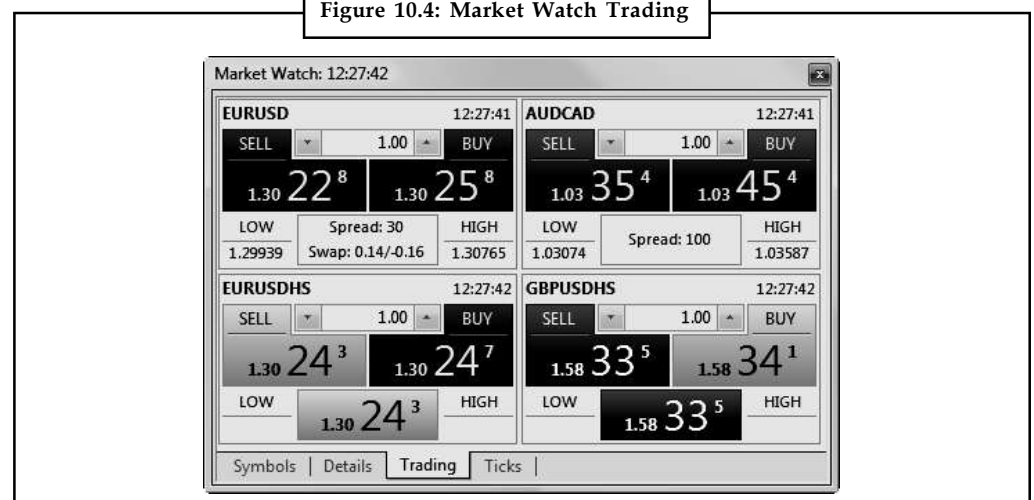 Figure 10.4: Market Watch Trading
Market Watch: 12:27:42
x
EURUSD 12:27:41
SELL 1.00 BUY
1.30 22 8 1.30 25 8
LOW Spread: 30 HIGH
1.29939 Swap: 0.14/-0.16 1.30765
AUDCAD 12:27:41
SELL 1.00 BUY
1.03 35 4 1.03 45 4
LOW Spread: 100 HIGH
1.03074 1.03587
EURUSDHS 12:27:42
SELL 1.00 BUY
1.30 24 3 1.30 24 7
LOW 1.30 24 3 HIGH
GBPUSDHS 12:27:42
SELL 1.00 BUY
1.58 33 5 1.58 34 1
LOW 1.58 33 5 HIGH
Symbols | Details Trading Ticks |